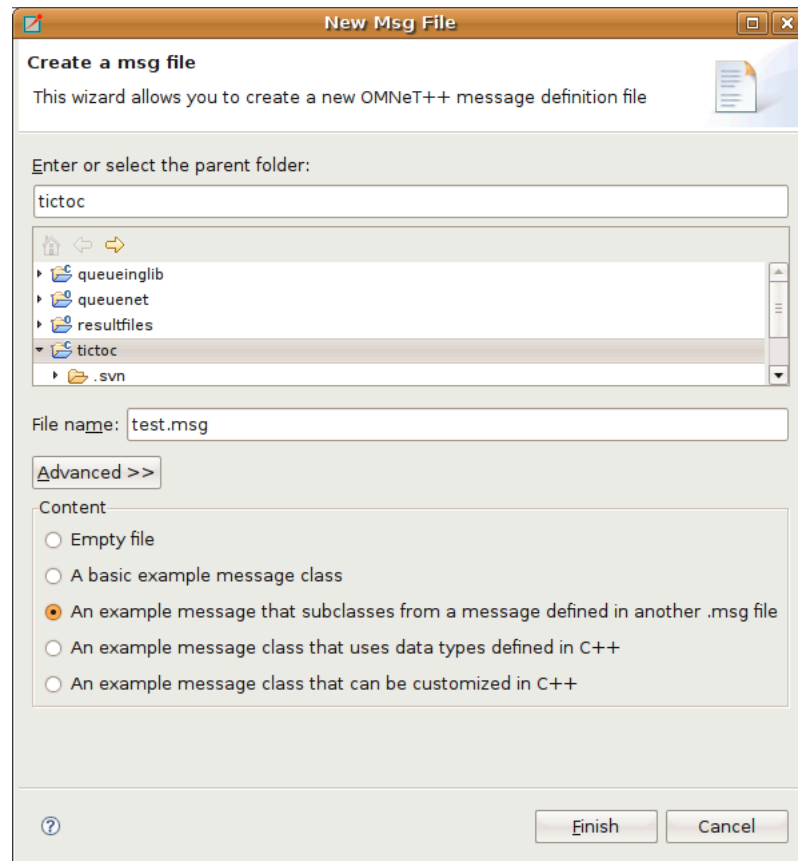 New Msg File
Create a msg file
This wizard allows you to create a new OMNeT++ message definition file
Enter or select the parent folder:
tictoc
queueinglib
queuenet
resultfiles
tictoc
.svn
File name: test.msg
Advanced >>
Content
Empty file
A basic example message class
An example message that subclasses from a message defined in another .msg file
An example message class that uses data types defined in C++
An example message class that can be customized in C++
Finish Cancel